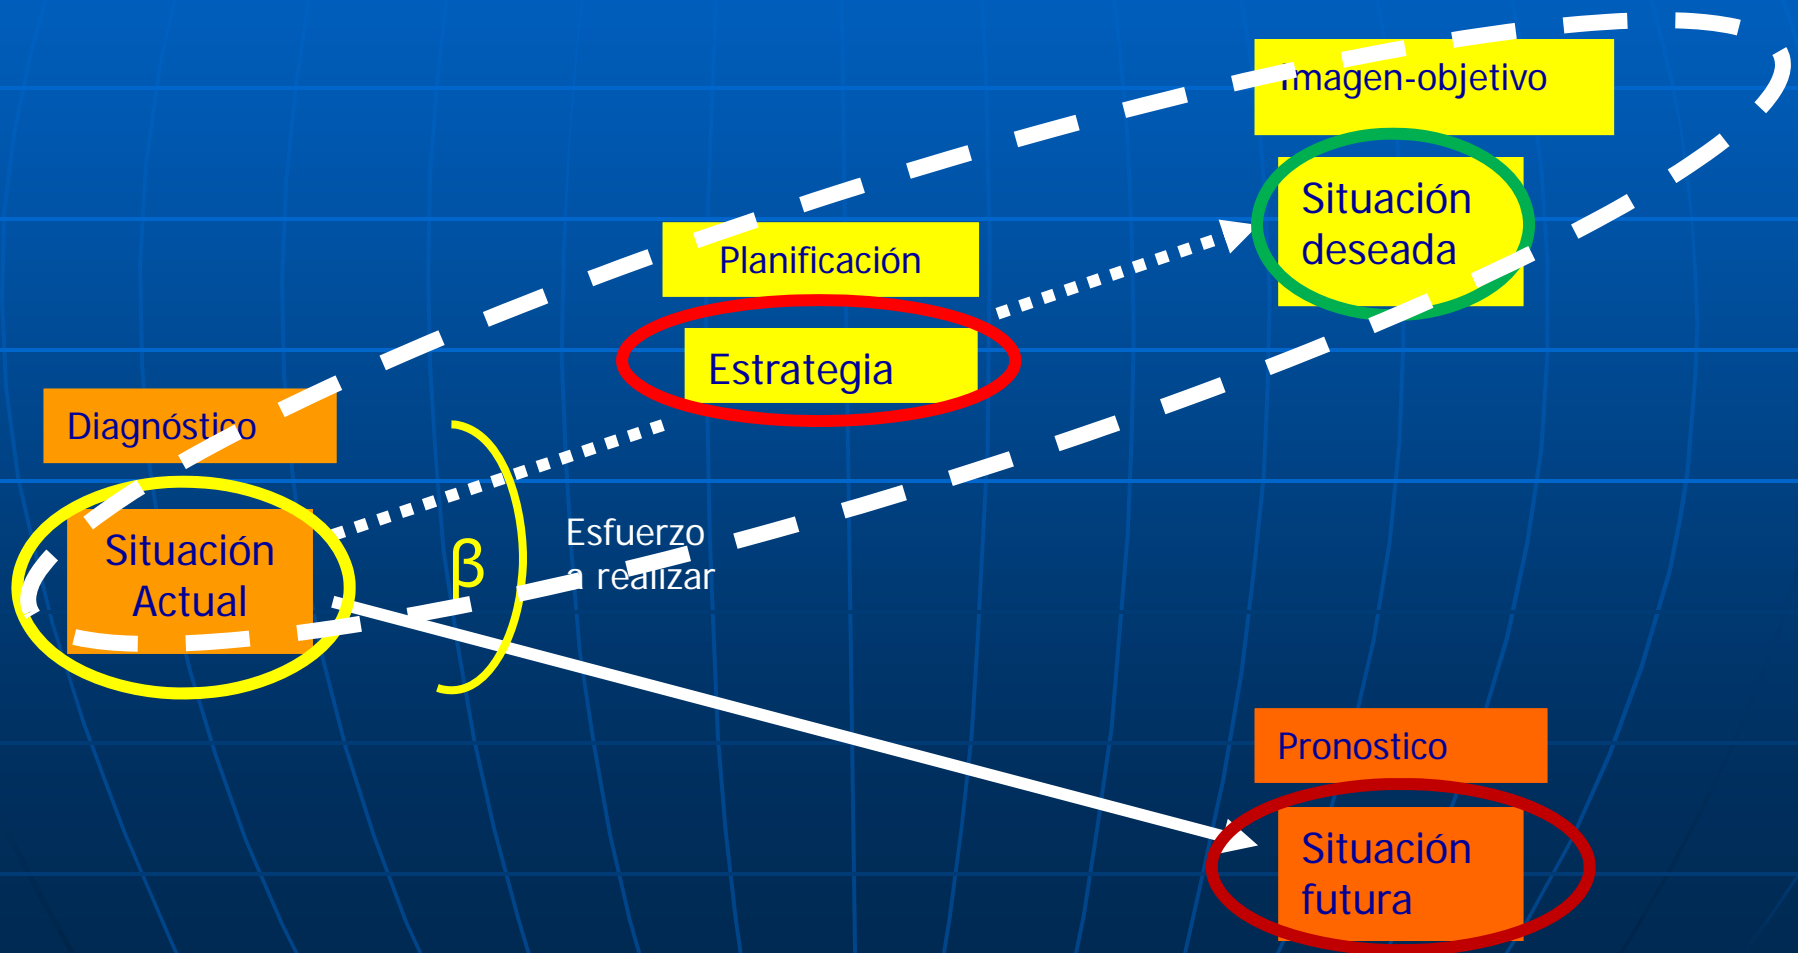 Imagen-objetivo
Situación
deseada
Planificación
Estrategia
Diagnóstico
Situación
Actual
β
Esfuerzo
a realizar
Pronostico
Situación
futura